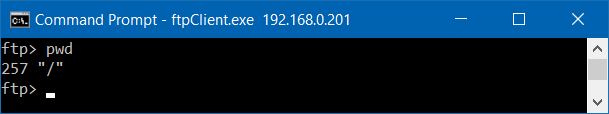 Command Prompt - ftpClient.exe 192.168.0.201
ftp> pwd
257 "/"
ftp>